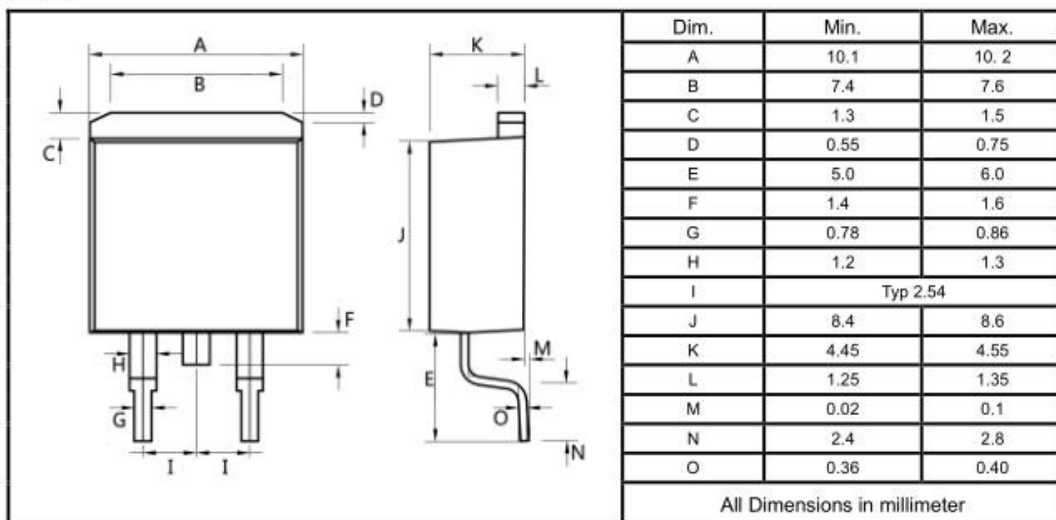 A
B
C
D
K
L
J
F
H
G
I I
E
M
O
N
Dim. Min. Max.
A 10.1 10. 2
B 7.4 7.6
C 1.3 1.5
D 0.55 0.75
E 5.0 6.0
F 1.4 1.6
G 0.78 0.86
H 1.2 1.3
I Typ 2.54
J 8.4 8.6
K 4.45 4.55
L 1.25 1.35
M 0.02 0.1
N 2.4 2.8
O 0.36 0.40
All Dimensions in millimeter